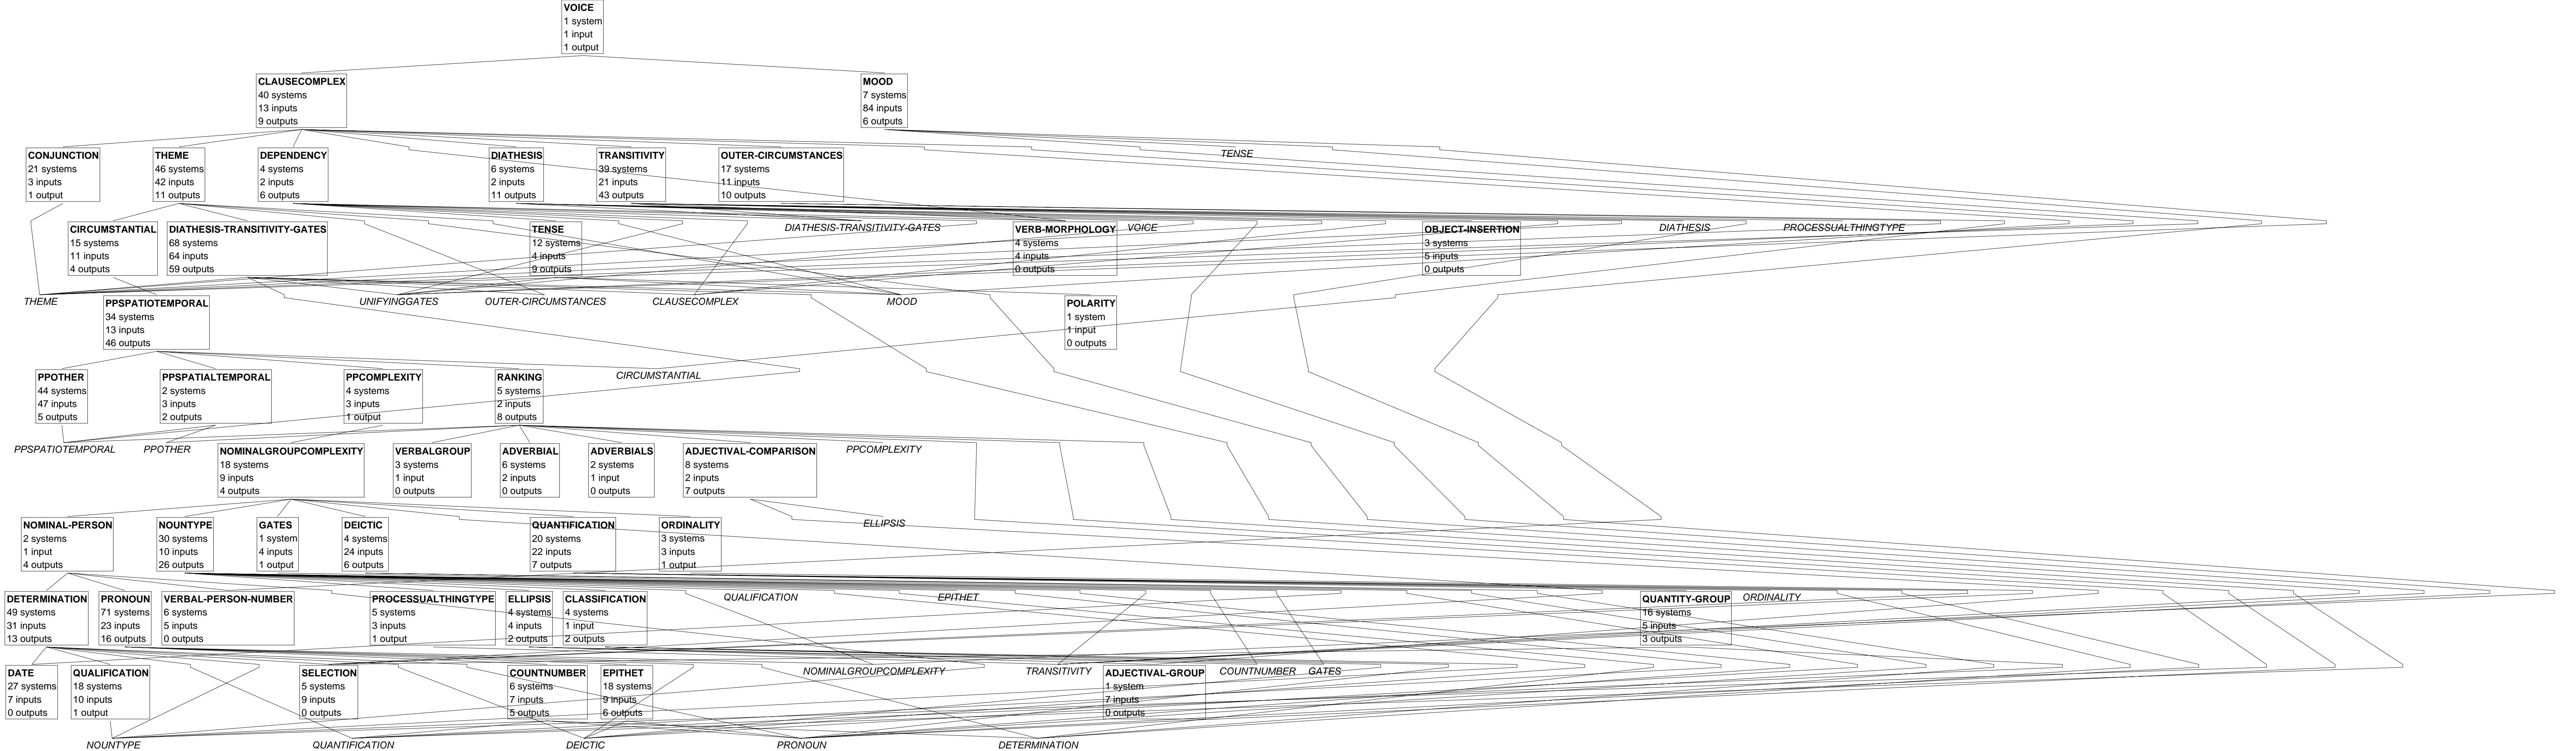 VOICE
1 system
1 input
1 output
CLAUSECOMPLEX
40 systems
13 inputs
9 outputs
MOOD
7 systems
84 inputs
6 outputs
CONJUNCTION
21 systems
3 inputs
1 output
THEME
46 systems
42 inputs
11 outputs
DEPENDENCY
4 systems
2 inputs
6 outputs
DIATHESIS
6 systems
2 inputs
11 outputs
TRANSITIVITY
39 systems
21 inputs
43 outputs
OUTER-CIRCUMSTANCES
17 systems
11 inputs
10 outputs
TENSE
CIRCUMSTANTIAL
15 systems
11 inputs
4 outputs
DIATHESIS-TRANSITIVITY-GATES
68 systems
64 inputs
59 outputs
TENSE
12 systems
4 inputs
9 outputs
DIATHESIS-TRANSITIVITY-GATES
VERB-MORPHOLOGY
4 systems
4 inputs
0 outputs
VOICE
OBJECT-INSERTION
3 systems
5 inputs
0 outputs
DIATHESIS
PROCESSUALTHINGTYPE
THEME
PPSPATIOTEMPORAL
34 systems
13 inputs
46 outputs
UNIFYINGGATES
OUTER-CIRCUMSTANCES
CLAUSECOMPLEX
MOOD
POLARITY
1 system
1 input
0 outputs
PPOTHER
44 systems
47 inputs
5 outputs
PPSPATIALTEMPORAL
2 systems
3 inputs
2 outputs
PPCOMPLEXITY
4 systems
3 inputs
1 output
RANKING
5 systems
2 inputs
8 outputs
CIRCUMSTANTIAL
PPSPATIOTEMPORAL
PPOTHER
NOMINALGROUPCOMPLEXITY
18 systems
9 inputs
4 outputs
VERBALGROUP
3 systems
1 input
0 outputs
ADVERBIAL
6 systems
2 inputs
0 outputs
ADVERBIALS
2 systems
1 input
0 outputs
ADJECTIVAL-COMPARISON
8 systems
2 inputs
7 outputs
PPCOMPLEXITY
NOMINAL-PERSON
2 systems
1 input
4 outputs
NOUNTYPE
30 systems
10 inputs
26 outputs
GATES
1 system
4 inputs
1 output
DEICTIC
4 systems
24 inputs
6 outputs
QUANTIFICATION
20 systems
22 inputs
7 outputs
ORDINALITY
3 systems
3 inputs
1 output
ELLIPSIS
DETERMINATION
49 systems
31 inputs
13 outputs
PRONOUN
71 systems
23 inputs
16 outputs
VERBAL-PERSON-NUMBER
6 systems
5 inputs
0 outputs
PROCESSUALTHINGTYPE
5 systems
3 inputs
1 output
ELLIPSIS
4 systems
4 inputs
2 outputs
CLASSIFICATION
4 systems
1 input
2 outputs
QUALIFICATION
EPITHET
QUANTITY-GROUP
16 systems
5 inputs
3 outputs
ORDINALITY
DATE
27 systems
7 inputs
0 outputs
QUALIFICATION
18 systems
10 inputs
1 output
SELECTION
5 systems
9 inputs
0 outputs
COUNTNUMBER
6 systems
7 inputs
5 outputs
EPITHET
18 systems
9 inputs
6 outputs
NOMINALGROUPCOMPLEXITY
TRANSITIVITY
ADJECTIVAL-GROUP
1 system
7 inputs
0 outputs
COUNTNUMBER
GATES
NOUNTYPE
QUANTIFICATION
DEICTIC
PRONOUN
DETERMINATION